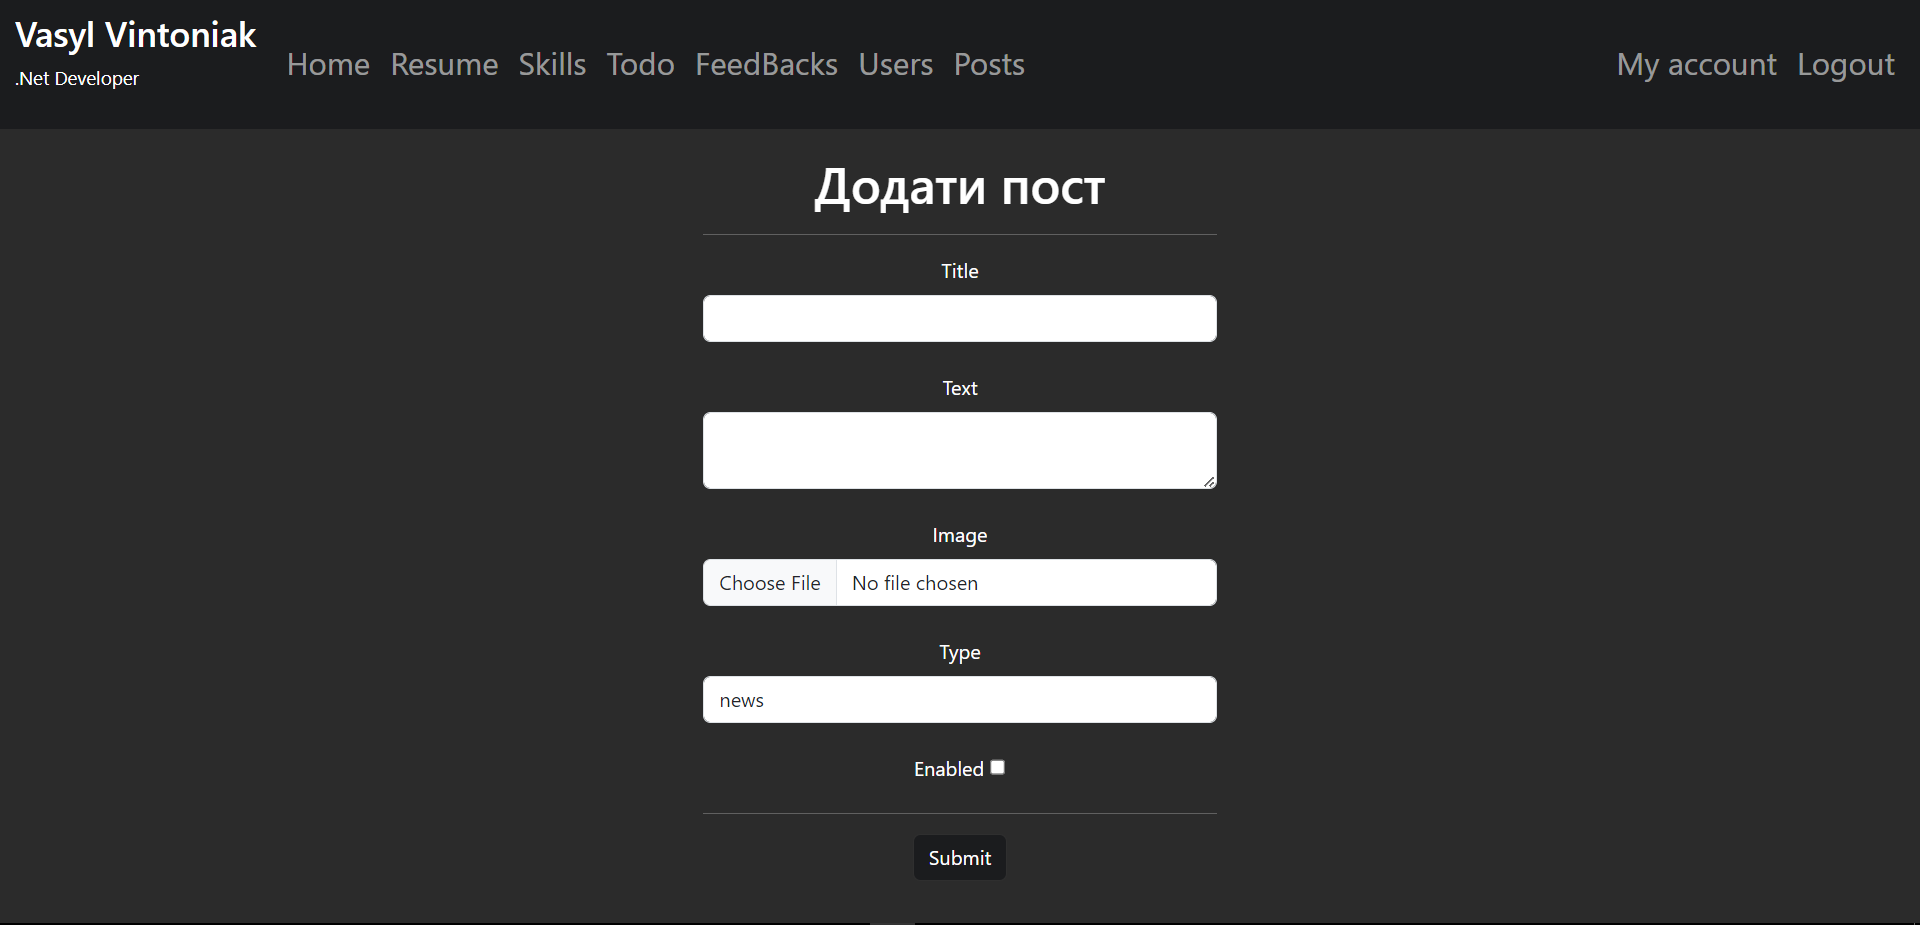 Vasyl Vintoniak
.Net Developer
Home Resume Skills Todo FeedBacks Users Posts My account Logout
Додати пост
Title
Text
Image
Choose File No file chosen
Type
news
Enabled
Submit